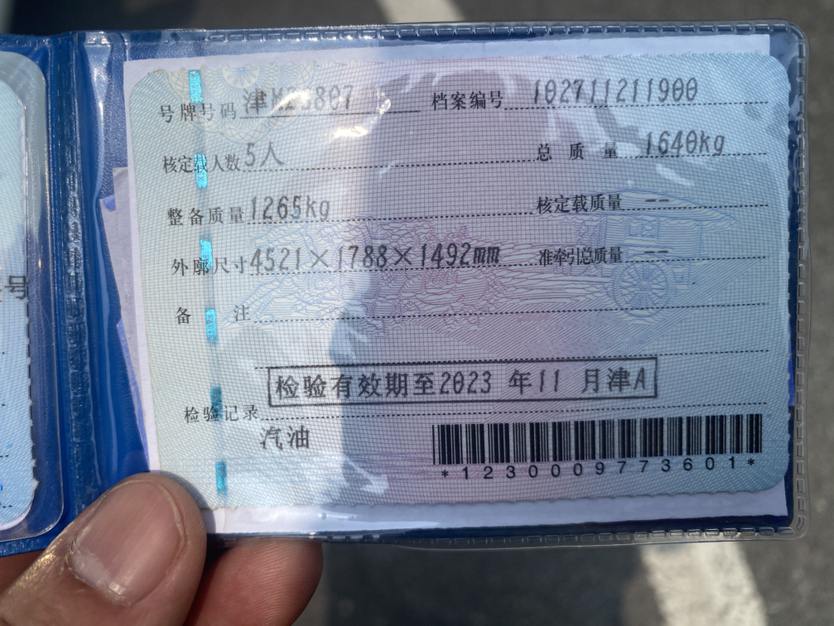 号牌号码 档案编号 102711211900
核定载人数 5人 总质量 1640kg
整备质量 1265kg 核定载质量 --
外廓尺寸 4521×1788×1492mm 准牵引总质量 --
备注
检验有效期至2023 年11 月津A
检验记录
汽油
*1230009773601*
号